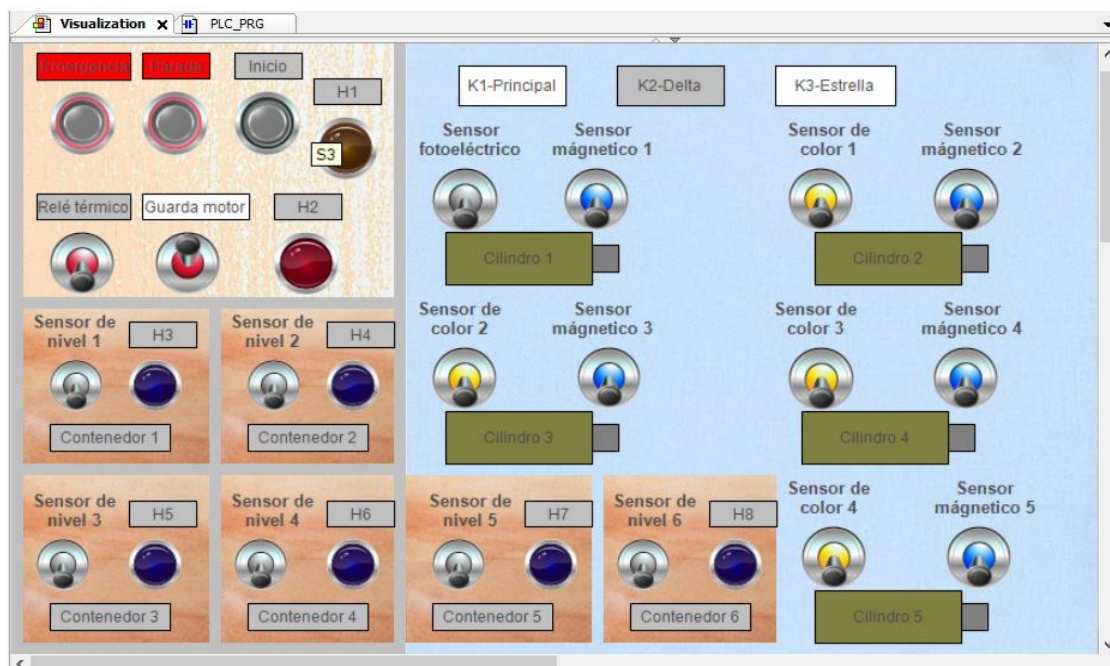 Visualization
PLC_PRG
Emergencia
Parada
Inicio
H1
S3
Relé térmico
Guarda motor
H2
K1-Principal
K2-Delta
K3-Estrella
Sensor
fotoeléctrico
Sensor
mágnetico 1
Sensor de
color 1
Sensor
mágnetico 2
Cilindro 1
Cilindro 2
Sensor de
color 2
Sensor
mágnetico 3
Sensor de
color 3
Sensor
mágnetico 4
Cilindro 3
Cilindro 4
Sensor de
nivel 1
H3
Contenedor 1
Sensor de
nivel 2
H4
Contenedor 2
Sensor de
nivel 3
H5
Contenedor 3
Sensor de
nivel 4
H6
Contenedor 4
Sensor de
nivel 5
H7
Contenedor 5
Sensor de
nivel 6
H8
Contenedor 6
Sensor de
color 4
Sensor
mágnetico 5
Cilindro 5